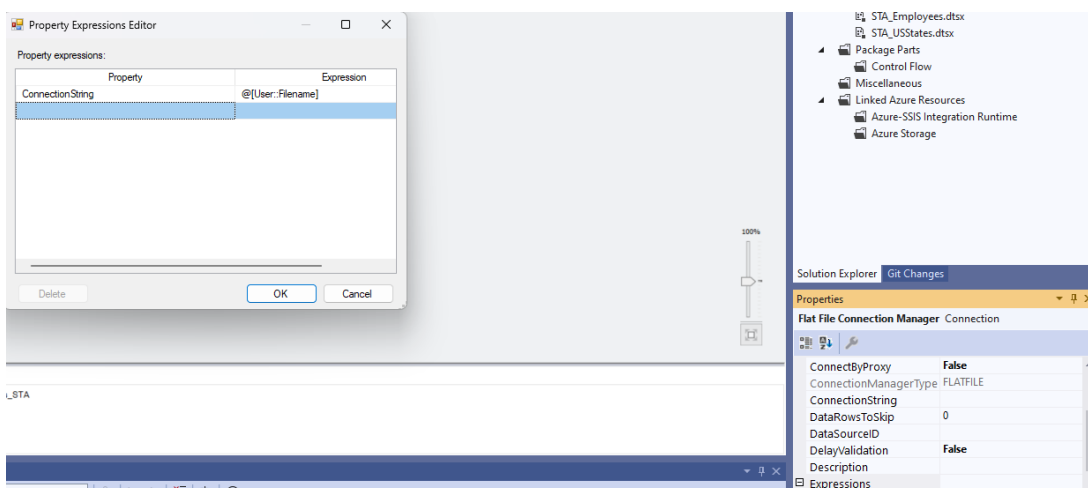 Property Expressions Editor
Property expressions:
Property Expression
ConnectionString @[User::Filename]
Delete OK Cancel
100%
_STA
STA_Employees.dtsx
STA_USStates.dtsx
Package Parts
Control Flow
Miscellaneous
Linked Azure Resources
Azure-SSIS Integration Runtime
Azure Storage
Solution Explorer Git Changes
Properties
Flat File Connection Manager Connection
ConnectByProxy False
ConnectionManagerType FLATFILE
ConnectionString
DataRowsToSkip 0
DataSourceID
DelayValidation False
Description
Expressions